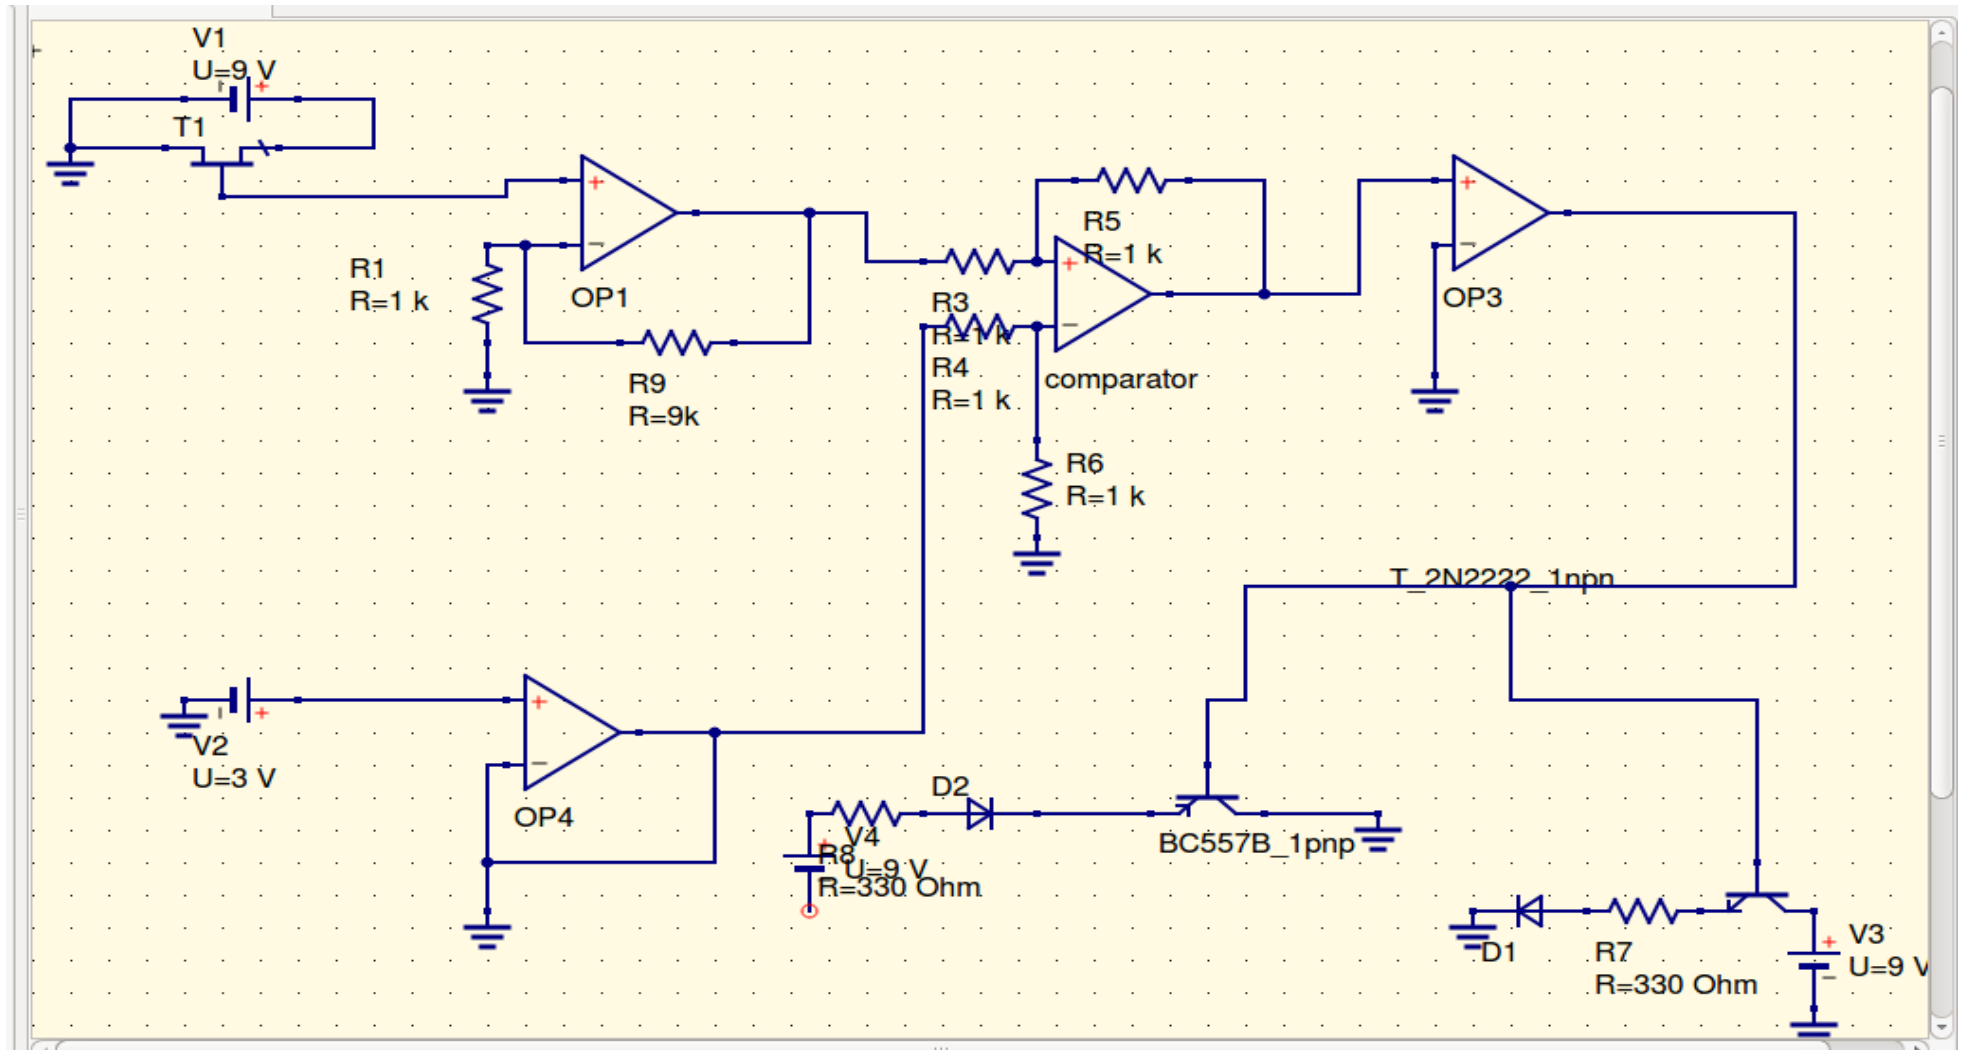 V1
U=9 V
T1
R1
R=1 k
OP1
R9
R=9k
R5
R=1 k
R3
R=1 k
R4
R=1 k
comparator
OP3
R6
R=1 k
T_2N2222_1npn
V2
U=3 V
OP4
D2
V4
U=9 V
R8
R=330 Ohm
BC557B_1pnp
D1
R7
R=330 Ohm
V3
U=9 V